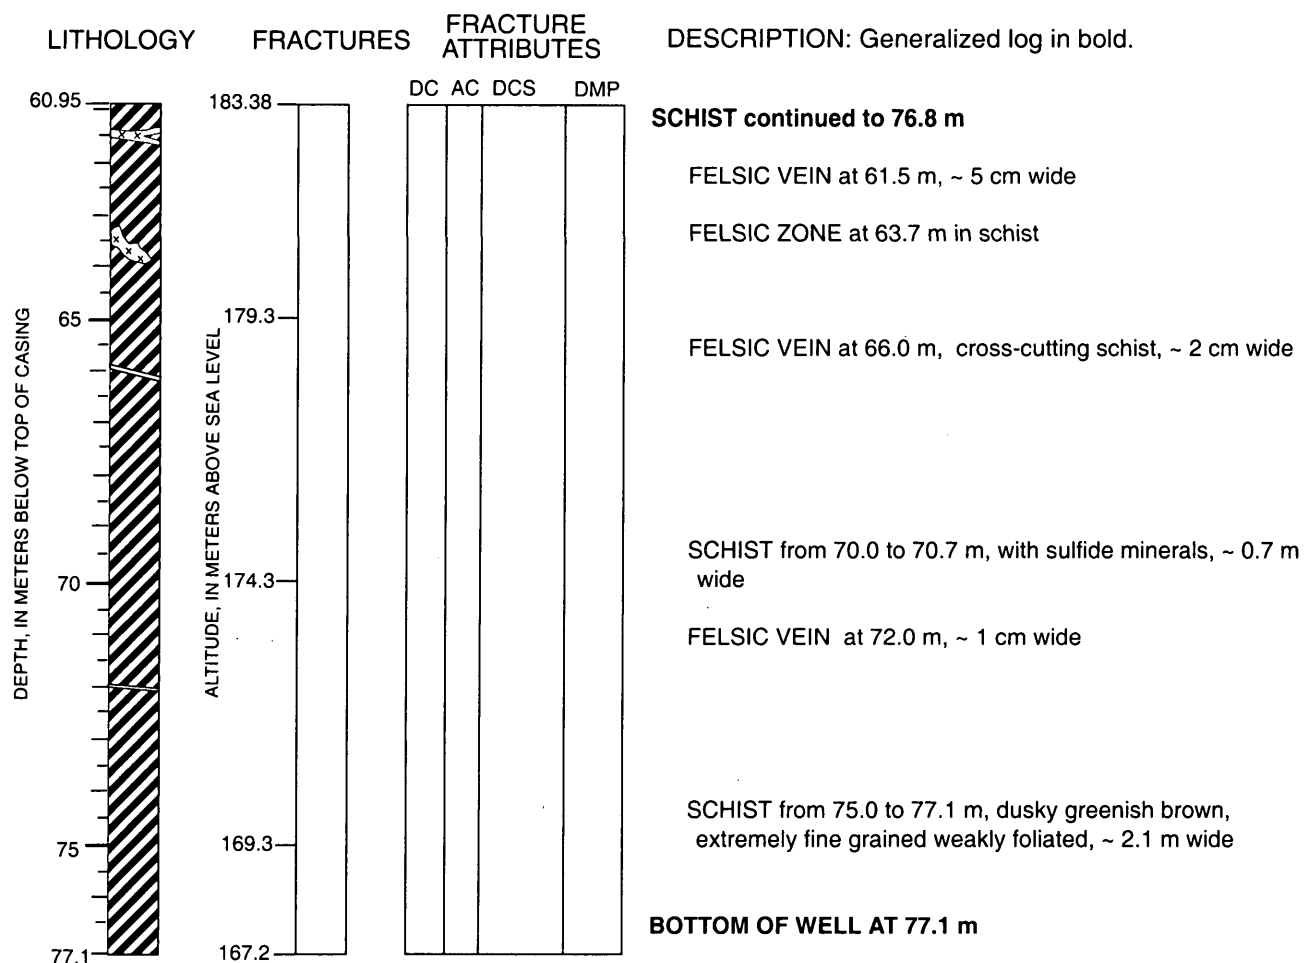 LITHOLOGY
FRACTURES
FRACTURE
ATTRIBUTES
DESCRIPTION: Generalized log in bold.
DC AC DCS DMP
60.95
183.38
SCHIST continued to 76.8 m
FELSIC VEIN at 61.5 m, ~ 5 cm wide
FELSIC ZONE at 63.7 m in schist
65
179.3
FELSIC VEIN at 66.0 m, cross-cutting schist, ~ 2 cm wide
DEPTH, IN METERS BELOW TOP OF CASING
ALTITUDE, IN METERS ABOVE SEA LEVEL
SCHIST from 70.0 to 70.7 m, with sulfide minerals, ~ 0.7 m
wide
70
174.3
FELSIC VEIN at 72.0 m, ~ 1 cm wide
SCHIST from 75.0 to 77.1 m, dusky greenish brown,
extremely fine grained weakly foliated, ~ 2.1 m wide
75
169.3
BOTTOM OF WELL AT 77.1 m
77.1
167.2